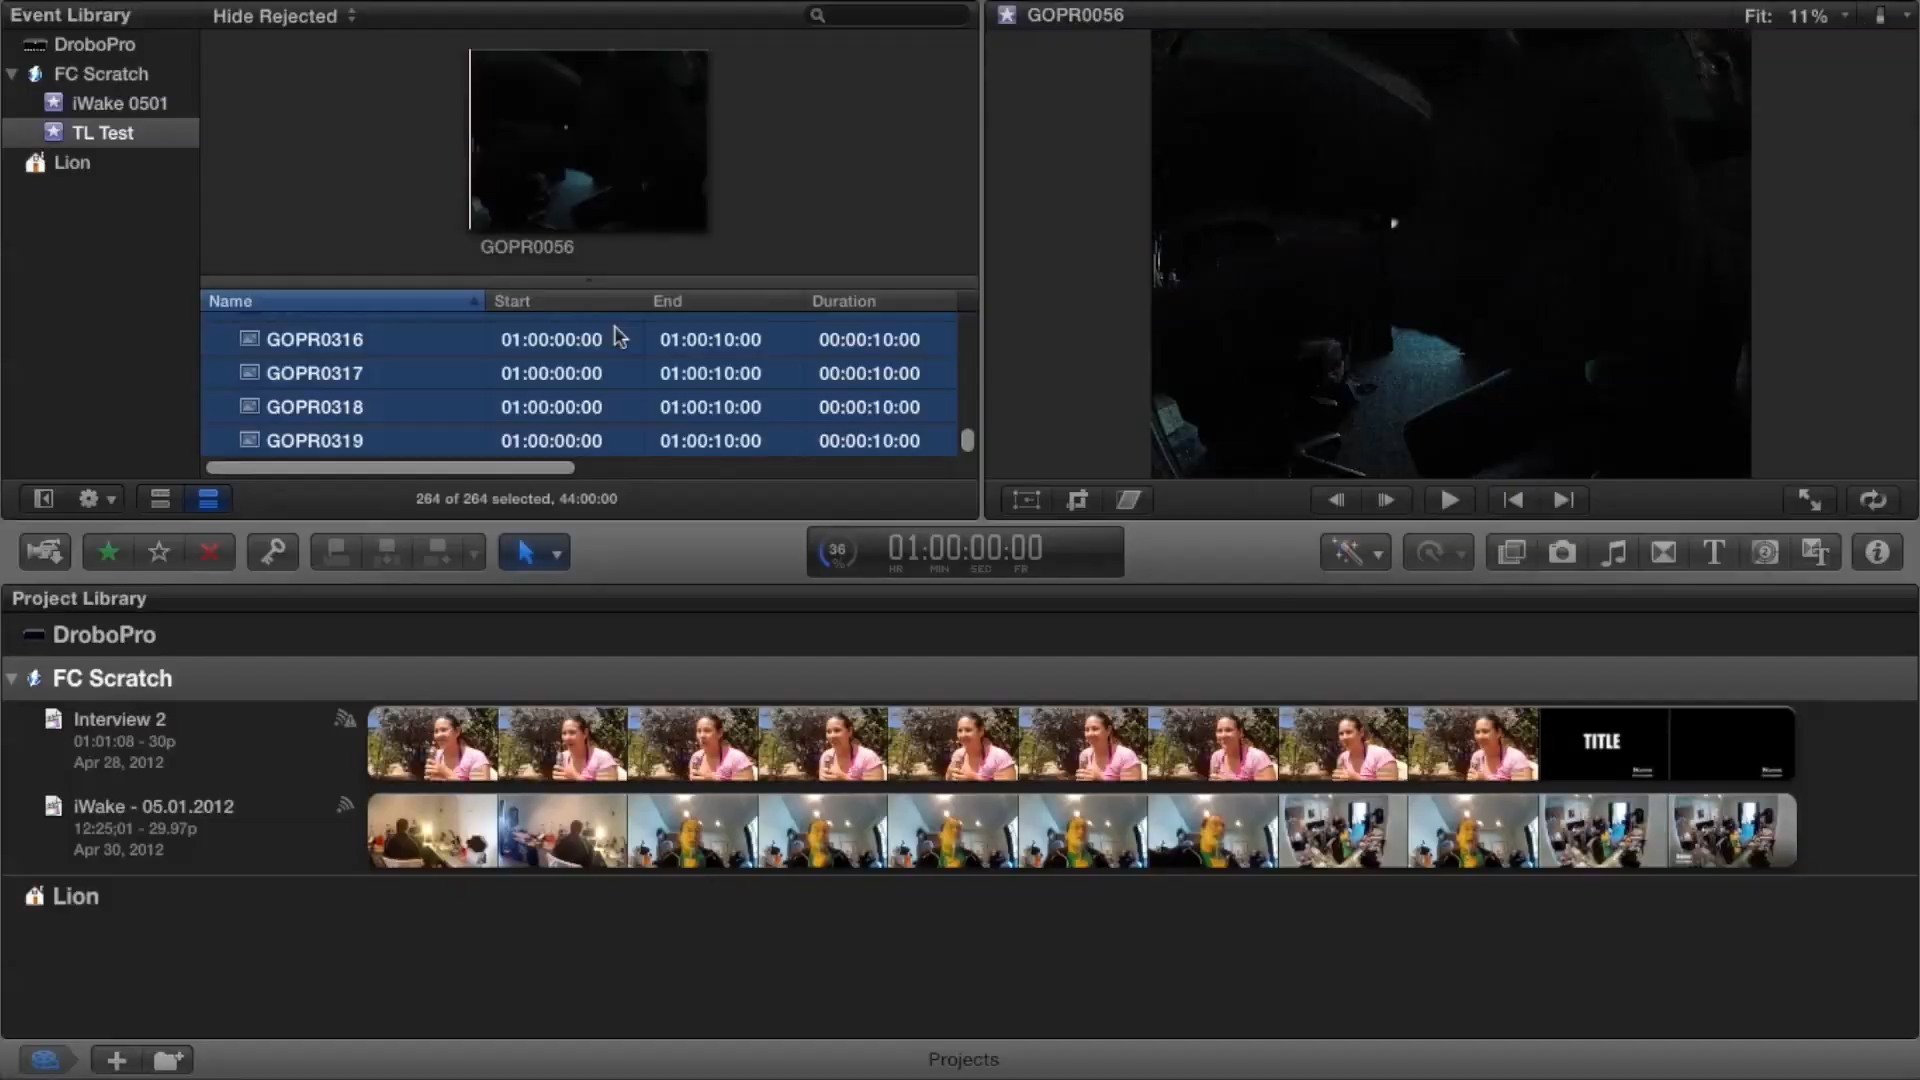 Event Library
Hide Rejected
GOPR0056
Fit: 11%
DroboPro
FC Scratch
iWake 0501
TL Test
Lion
GOPR0056
Name Start End Duration
GOPR0316 01:00:00:00 01:00:10:00 00:00:10:00
GOPR0317 01:00:00:00 01:00:10:00 00:00:10:00
GOPR0318 01:00:00:00 01:00:10:00 00:00:10:00
GOPR0319 01:00:00:00 01:00:10:00 00:00:10:00
264 of 264 selected, 44:00:00
36 %
01:00:00:00
HR MIN SEC FR
Project Library
DroboPro
FC Scratch
Interview 2
01:01:08 - 30p
Apr 28, 2012
TITLE
Name
Name
iWake - 05.01.2012
12:25;01 - 29.97p
Apr 30, 2012
Lion
Projects